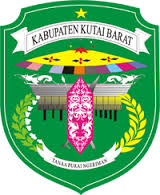 KABUPATEN KUTAI BARAT
TANAA PURAI NGERIMAN